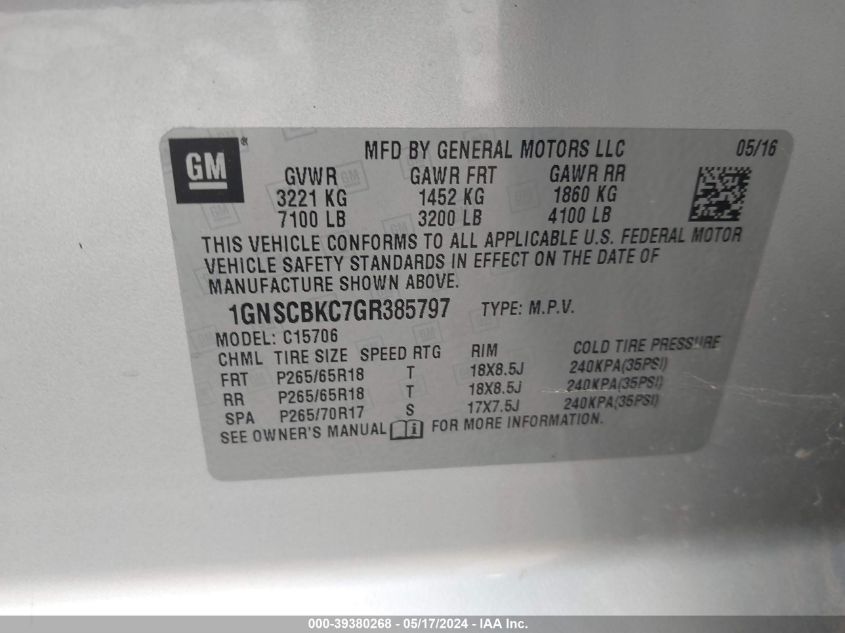 GM ®
MFD BY GENERAL MOTORS LLC 05/16
GVWR GAWR FRT GAWR RR
3221 KG 1452 KG 1860 KG
7100 LB 3200 LB 4100 LB
THIS VEHICLE CONFORMS TO ALL APPLICABLE U.S. FEDERAL MOTOR
VEHICLE SAFETY STANDARDS IN EFFECT ON THE DATE OF
MANUFACTURE SHOWN ABOVE.
1GNSCBKC7GR385797 TYPE: M.P.V.
MODEL: C15706
CHML TIRE SIZE SPEED RTG RIM COLD TIRE PRESSURE
FRT P265/65R18 T 18X8.5J 240KPA(35PSI)
RR P265/65R18 T 18X8.5J 240KPA(35PSI)
SPA P265/70R17 S 17X7.5J 240KPA(35PSI)
SEE OWNER'S MANUAL i FOR MORE INFORMATION.
000-39380268 - 05/17/2024 - IAA Inc.